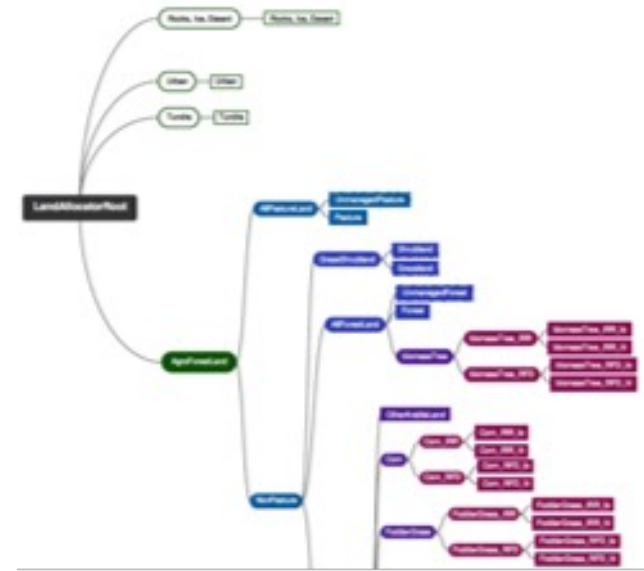 Rocks, Ice, Desert
Rocks, Ice, Desert
Urban
Urban
Tundra
Tundra
LandAllocatorRoot
AllPastureLand
UnmanagedPasture
Pasture
GrassShrubland
Shrubland
Grassland
AllForestLand
UnmanagedForest
Forest
AgroForestLand
biomassTree
biomassTree_IRR
biomassTree_IRR_lo
biomassTree_IRR_hi
biomassTree_RFD
biomassTree_RFD_lo
biomassTree_RFD_hi
NonPasture
OtherArableLand
Corn
Corn_IRR
Corn_IRR_lo
Corn_IRR_hi
Corn_RFD
Corn_RFD_lo
Corn_RFD_hi
FodderGrass
FodderGrass_IRR
FodderGrass_IRR_lo
FodderGrass_IRR_hi
FodderGrass_RFD
FodderGrass_RFD_lo
FodderGrass_RFD_hi